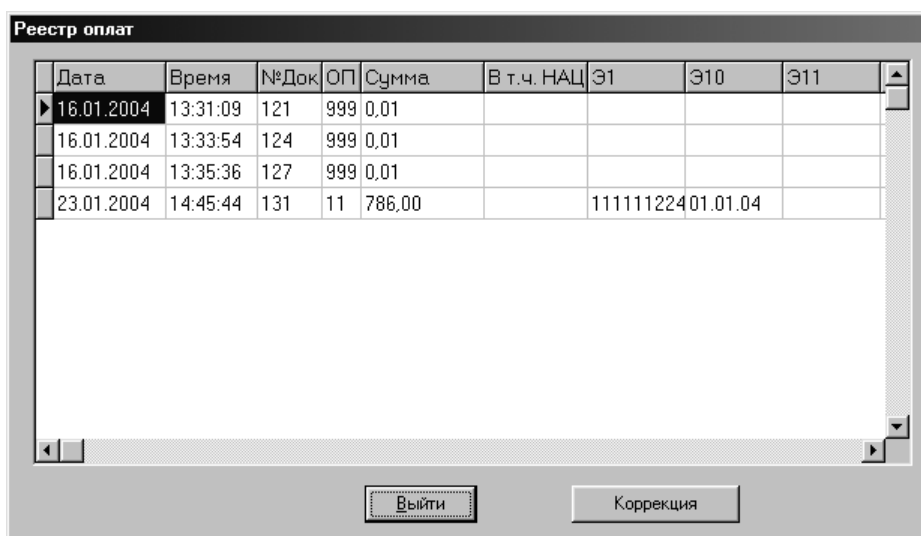 Реестр оплат
Дата Время №Док ОП Сумма В т.ч. НАЦ Э1 Э10 Э11
16.01.2004 13:31:09 121 999 0,01
16.01.2004 13:33:54 124 999 0,01
16.01.2004 13:35:36 127 999 0,01
23.01.2004 14:45:44 131 11 786,00 111111224 01.01.04
Выйти Коррекция